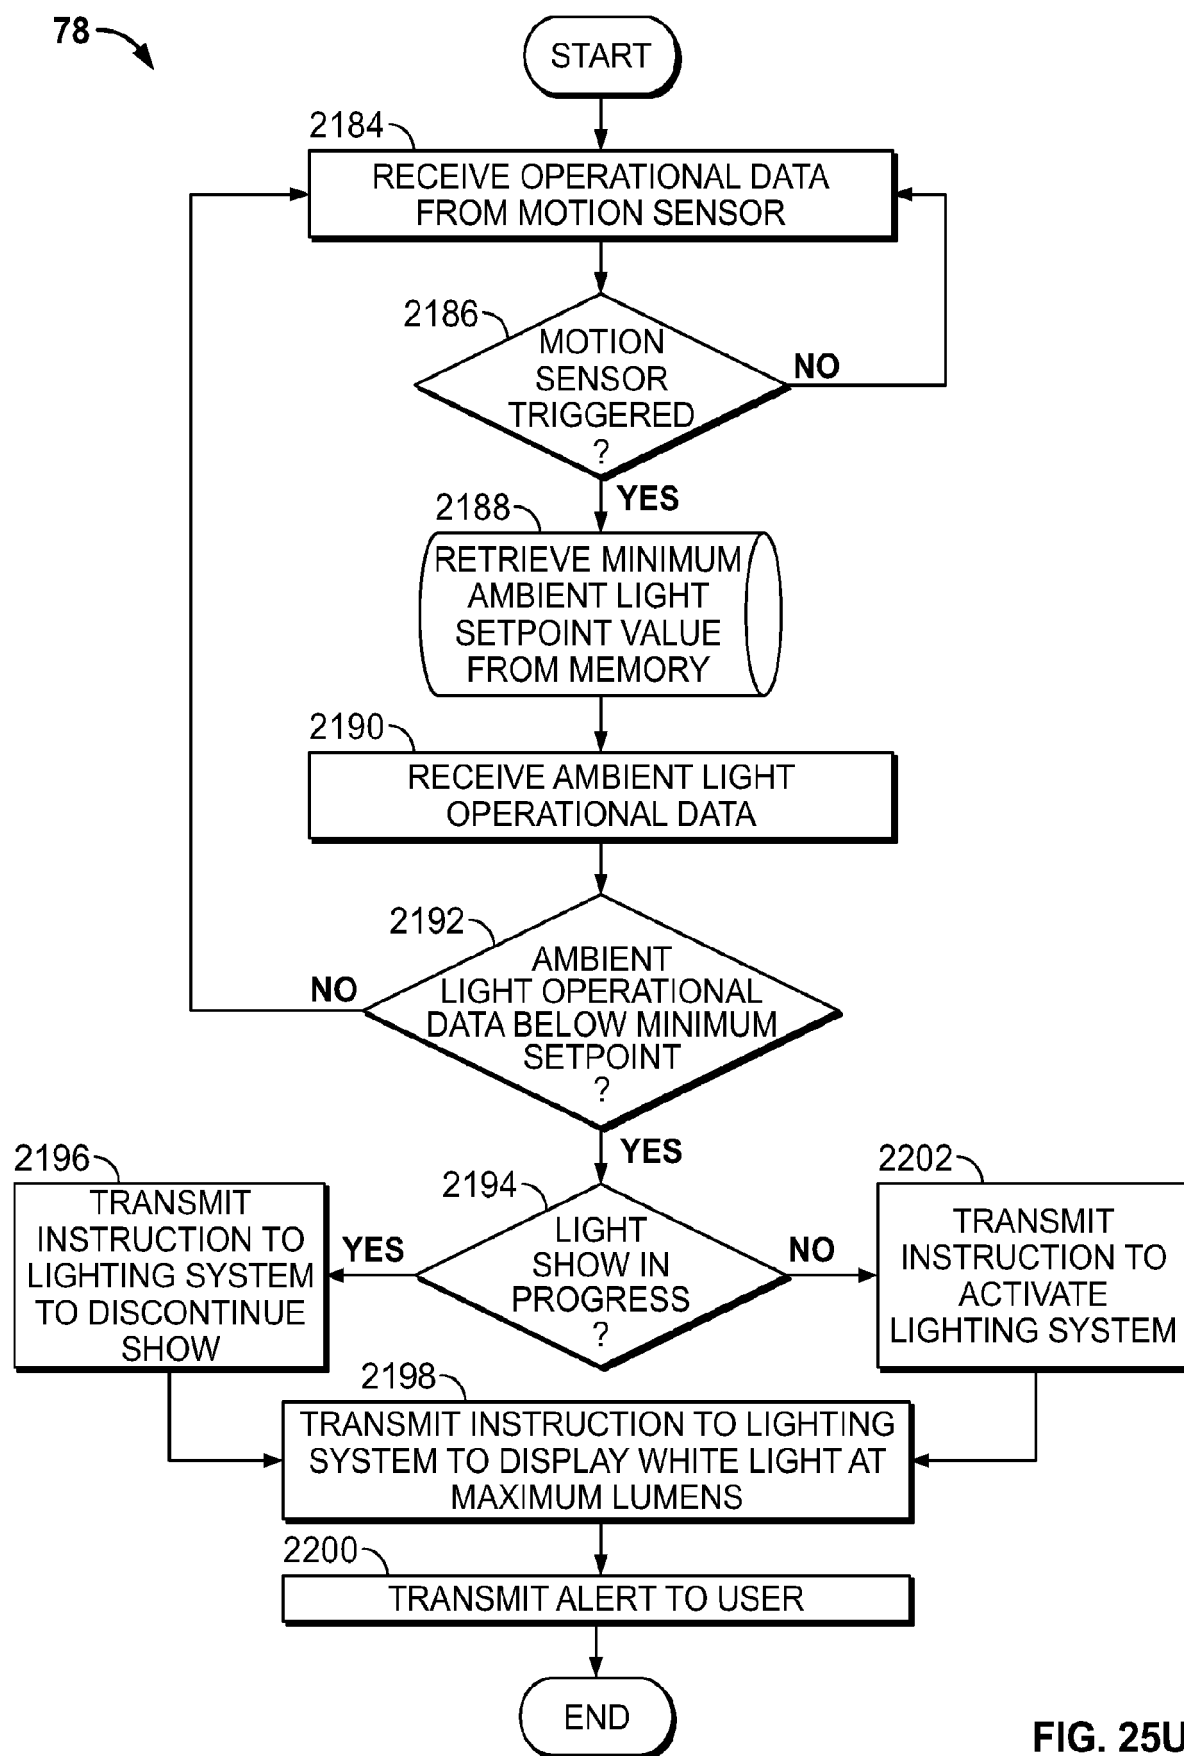 78
START
2184
RECEIVE OPERATIONAL DATA
FROM MOTION SENSOR
2186
MOTION
SENSOR
TRIGGERED
?
NO
YES
2188
RETRIEVE MINIMUM
AMBIENT LIGHT
SETPOINT VALUE
FROM MEMORY
2190
RECEIVE AMBIENT LIGHT
OPERATIONAL DATA
2192
AMBIENT
LIGHT OPERATIONAL
DATA BELOW MINIMUM
SETPOINT
?
NO
YES
2196
TRANSMIT
INSTRUCTION TO
LIGHTING SYSTEM
TO DISCONTINUE
SHOW
YES
2194
LIGHT
SHOW IN
PROGRESS
?
NO
2202
TRANSMIT
INSTRUCTION TO
ACTIVATE
LIGHTING SYSTEM
2198
TRANSMIT INSTRUCTION TO LIGHTING
SYSTEM TO DISPLAY WHITE LIGHT AT
MAXIMUM LUMENS
2200
TRANSMIT ALERT TO USER
END
FIG. 25U